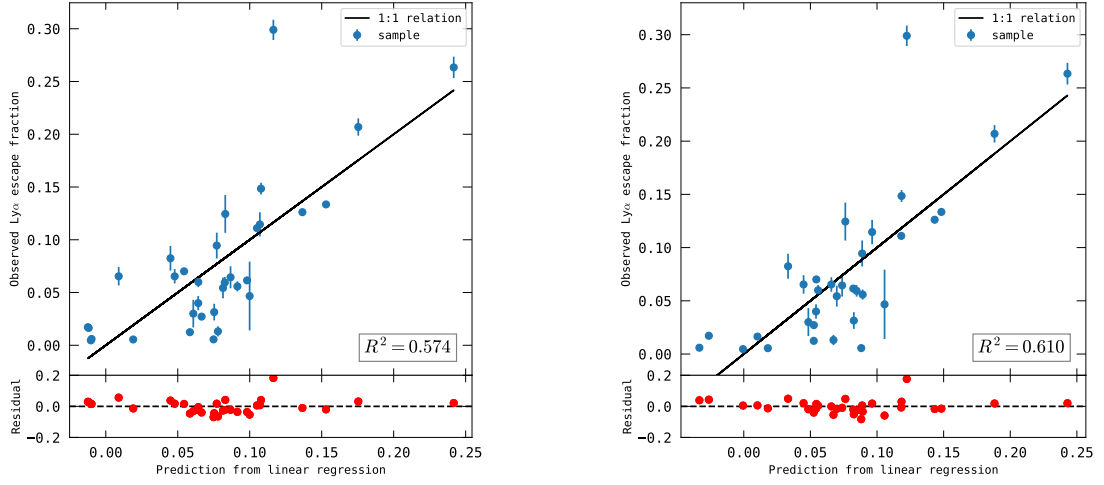 1:1 relation
sample
Observed Lyα escape fraction
0.30
0.25
0.20
0.15
0.10
0.05
0.00
R² = 0.574
Residual
0.2
0.0
−0.2
0.00 0.05 0.10 0.15 0.20 0.25
Prediction from linear regression
1:1 relation
sample
Observed Lyα escape fraction
0.30
0.25
0.20
0.15
0.10
0.05
0.00
R² = 0.610
Residual
0.2
0.0
−0.2
0.00 0.05 0.10 0.15 0.20 0.25
Prediction from linear regression